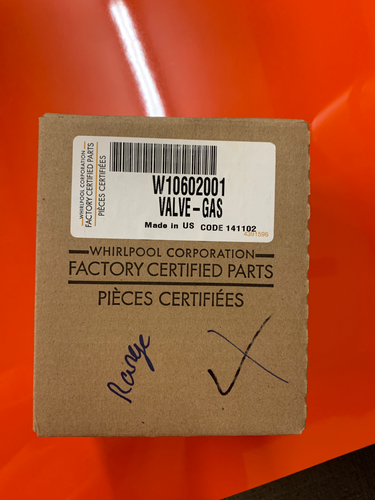 WHIRLPOOL CORPORATION
FACTORY CERTIFIED PARTS
PIÈCES CERTIFIÉES
W10602001
VALVE-GAS
Made in US CODE 141102
WHIRLPOOL CORPORATION
FACTORY CERTIFIED PARTS
PIÈCES CERTIFIÉES
Range